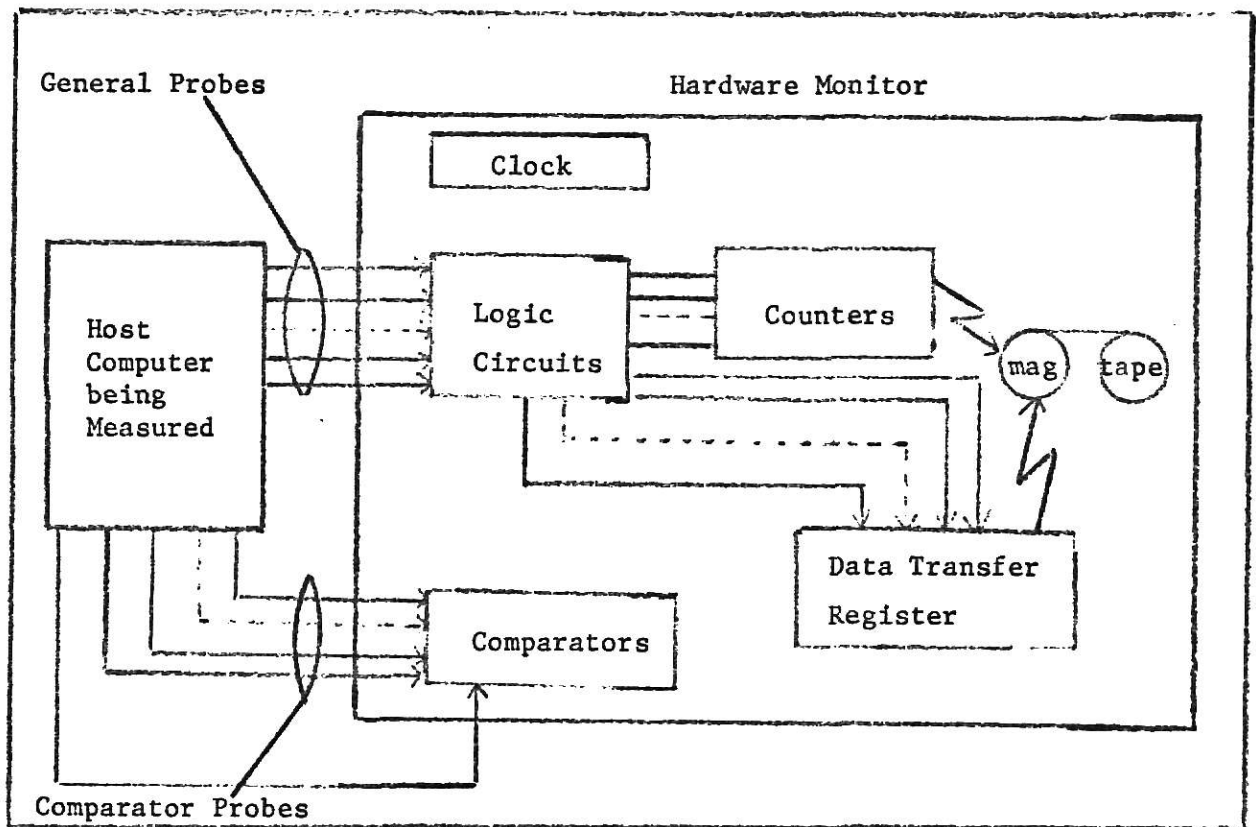 General Probes
Hardware Monitor
Clock
Host
Computer
being
Measured
Logic
Circuits
Counters
mag tape
Data Transfer
Register
Comparators
Comparator Probes